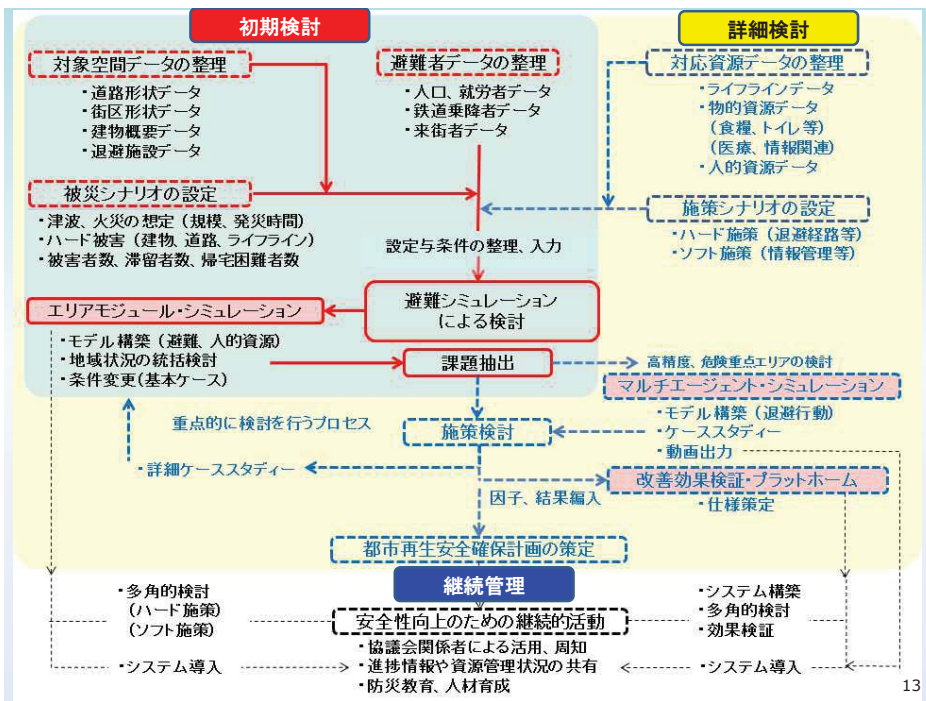 初期検討
詳細検討
対象空間データの整理
・道路形状データ
・街区形状データ
・建物概要データ
・退避施設データ
避難者データの整理
・人口、就労者データ
・鉄道乗降者データ
・来街者データ
対応資源データの整理
・ライフラインデータ
・物的資源データ
(食糧、トイレ等)
(医療、情報関連)
・人的資源データ
被災シナリオの設定
・津波、火災の想定(規模、発災時間)
・ハード被害(建物、道路、ライフライン)
・被害者数、滞留者数、帰宅困難者数
施策シナリオの設定
・ハード施策(退避経路等)
・ソフト施策(情報管理等)
設定与条件の整理、入力
エリアモジュール・シミュレーション
・モデル構築(避難、人的資源)
・地域状況の統括検討
・条件変更(基本ケース)
避難シミュレーション
による検討
課題抽出
高精度、危険重点エリアの検討
マルチエージェント・シミュレーション
・モデル構築(退避行動)
・ケーススタディー
・動画出力
重点的に検討を行うプロセス
施策検討
・詳細ケーススタディー
改善効果検証・プラットホーム
・仕様策定
因子、結果編入
都市再生安全確保計画の策定
継続管理
・多角的検討
(ハード施策)
(ソフト施策)
・システム導入
安全性向上のための継続的活動
・協議会関係者による活用、周知
・進捗情報や資源管理状況の共有
・防災教育、人材育成
・システム構築
・多角的検討
・効果検証
・システム導入
13